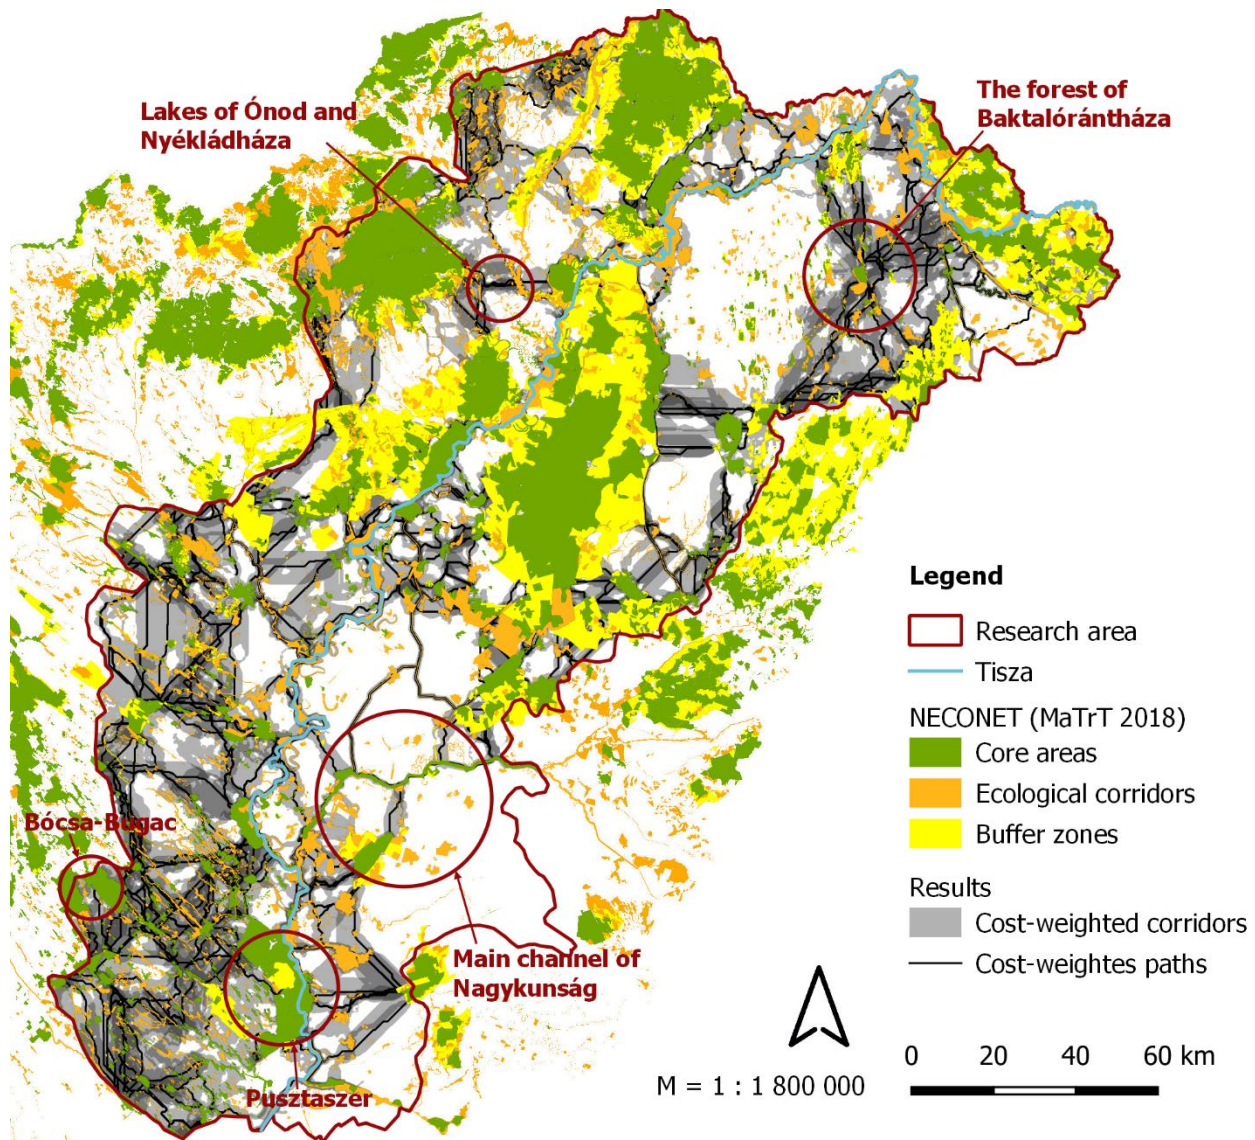 Lakes of Ónod and
Nyékládháza
The forest of
Baktalórántháza
Bócsa-Bugac
Main channel of
Nagykunság
Pusztaszer
Legend
Research area
Tisza
NECONET (MaTrT 2018)
Core areas
Ecological corridors
Buffer zones
Results
Cost-weighted corridors
Cost-weightes paths
0 20 40 60 km
M = 1 : 1 800 000